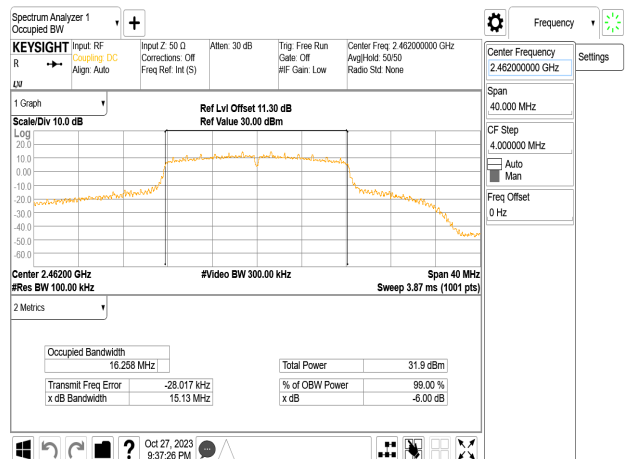 Spectrum Analyzer 1
Occupied BW
Frequency
KEYSIGHT
R
Input: RF
Coupling: DC
Align: Auto
Input Z: 50 Ω
Corrections: Off
Freq Ref: Int (S)
Atten: 30 dB
Trig: Free Run
Gate: Off
#IF Gain: Low
Center Freq: 2.462000000 GHz
Avg|Hold: 50/50
Radio Std: None
Center Frequency
2.462000000 GHz
Settings
Span
40.000 MHz
CF Step
4.000000 MHz
Auto
Man
Freq Offset
0 Hz
1 Graph
Scale/Div 10.0 dB
Ref Lvl Offset 11.30 dB
Ref Value 30.00 dBm
Log
20.0
10.0
0.00
-10.0
-20.0
-30.0
-40.0
-50.0
-60.0
Center 2.46200 GHz
#Res BW 100.00 kHz
#Video BW 300.00 kHz
Span 40 MHz
Sweep 3.87 ms (1001 pts)
2 Metrics
Occupied Bandwidth
16.258 MHz
Total Power 31.9 dBm
Transmit Freq Error -28.017 kHz
% of OBW Power 99.00 %
x dB Bandwidth 15.13 MHz
x dB -6.00 dB
?
Oct 27, 2023
9:37:26 PM